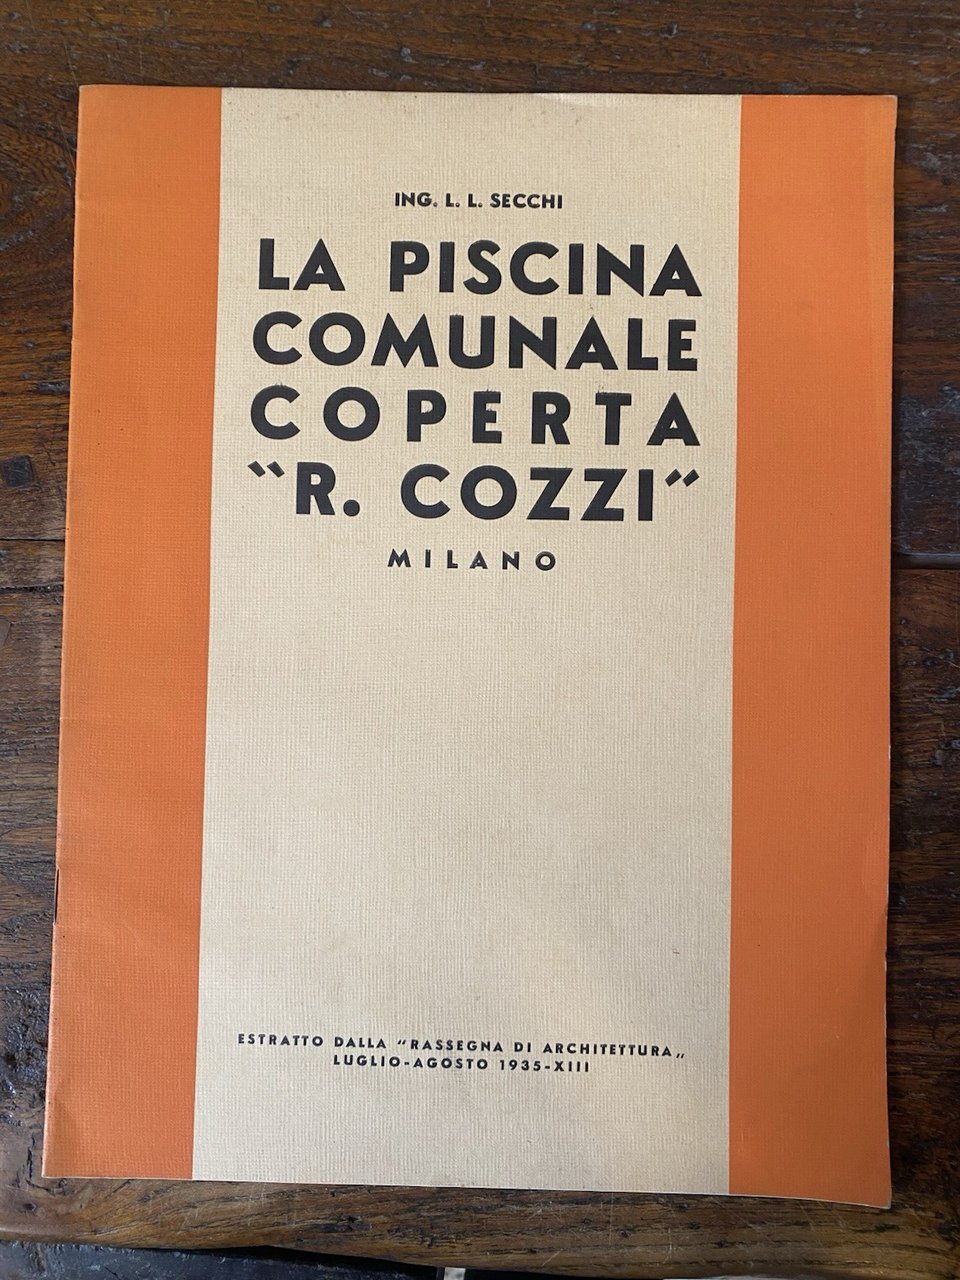 ING. L. L. SECCHI
LA PISCINA
COMUNALE
COPERTA
"R. COZZI"
MILANO
ESTRATTO DALLA "RASSEGNA DI ARCHITETTURA„
LUGLIO-AGOSTO 1935-XIII